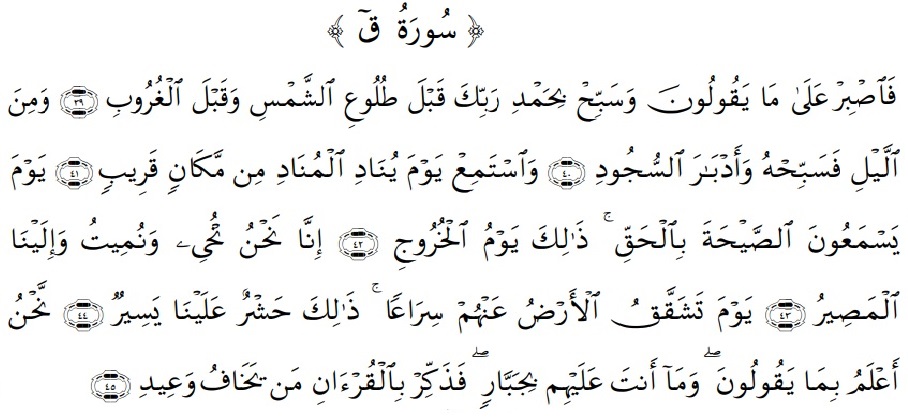 ﴿ سُورَةُ قٓ ﴾
فَٱصۡبِرۡ عَلَىٰ مَا يَقُولُونَ وَسَبِّحۡ بِحَمۡدِ رَبِّكَ قَبۡلَ طُلُوعِ ٱلشَّمۡسِ وَقَبۡلَ ٱلۡغُرُوبِ ٣٩ وَمِنَ
ٱلَّيۡلِ فَسَبِّحۡهُ وَأَدۡبَٰرَ ٱلسُّجُودِ ٤٠ وَٱسۡتَمِعۡ يَوۡمَ يُنَادِ ٱلۡمُنَادِ مِن مَّكَانٖ قَرِيبٖ ٤١ يَوۡمَ
يَسۡمَعُونَ ٱلصَّيۡحَةَ بِٱلۡحَقِّۚ ذَٰلِكَ يَوۡمُ ٱلۡخُرُوجِ ٤٢ إِنَّا نَحۡنُ نُحۡيِۦ وَنُمِيتُ وَإِلَيۡنَا
ٱلۡمَصِيرُ ٤٣ يَوۡمَ تَشَقَّقُ ٱلۡأَرۡضُ عَنۡهُمۡ سِرَاعٗاۚ ذَٰلِكَ حَشۡرٌ عَلَيۡنَا يَسِيرٞ ٤٤ نَّحۡنُ
أَعۡلَمُ بِمَا يَقُولُونَۖ وَمَآ أَنتَ عَلَيۡهِم بِجَبَّارٖۖ فَذَكِّرۡ بِٱلۡقُرۡءَانِ مَن يَخَافُ وَعِيدِ ٤٥